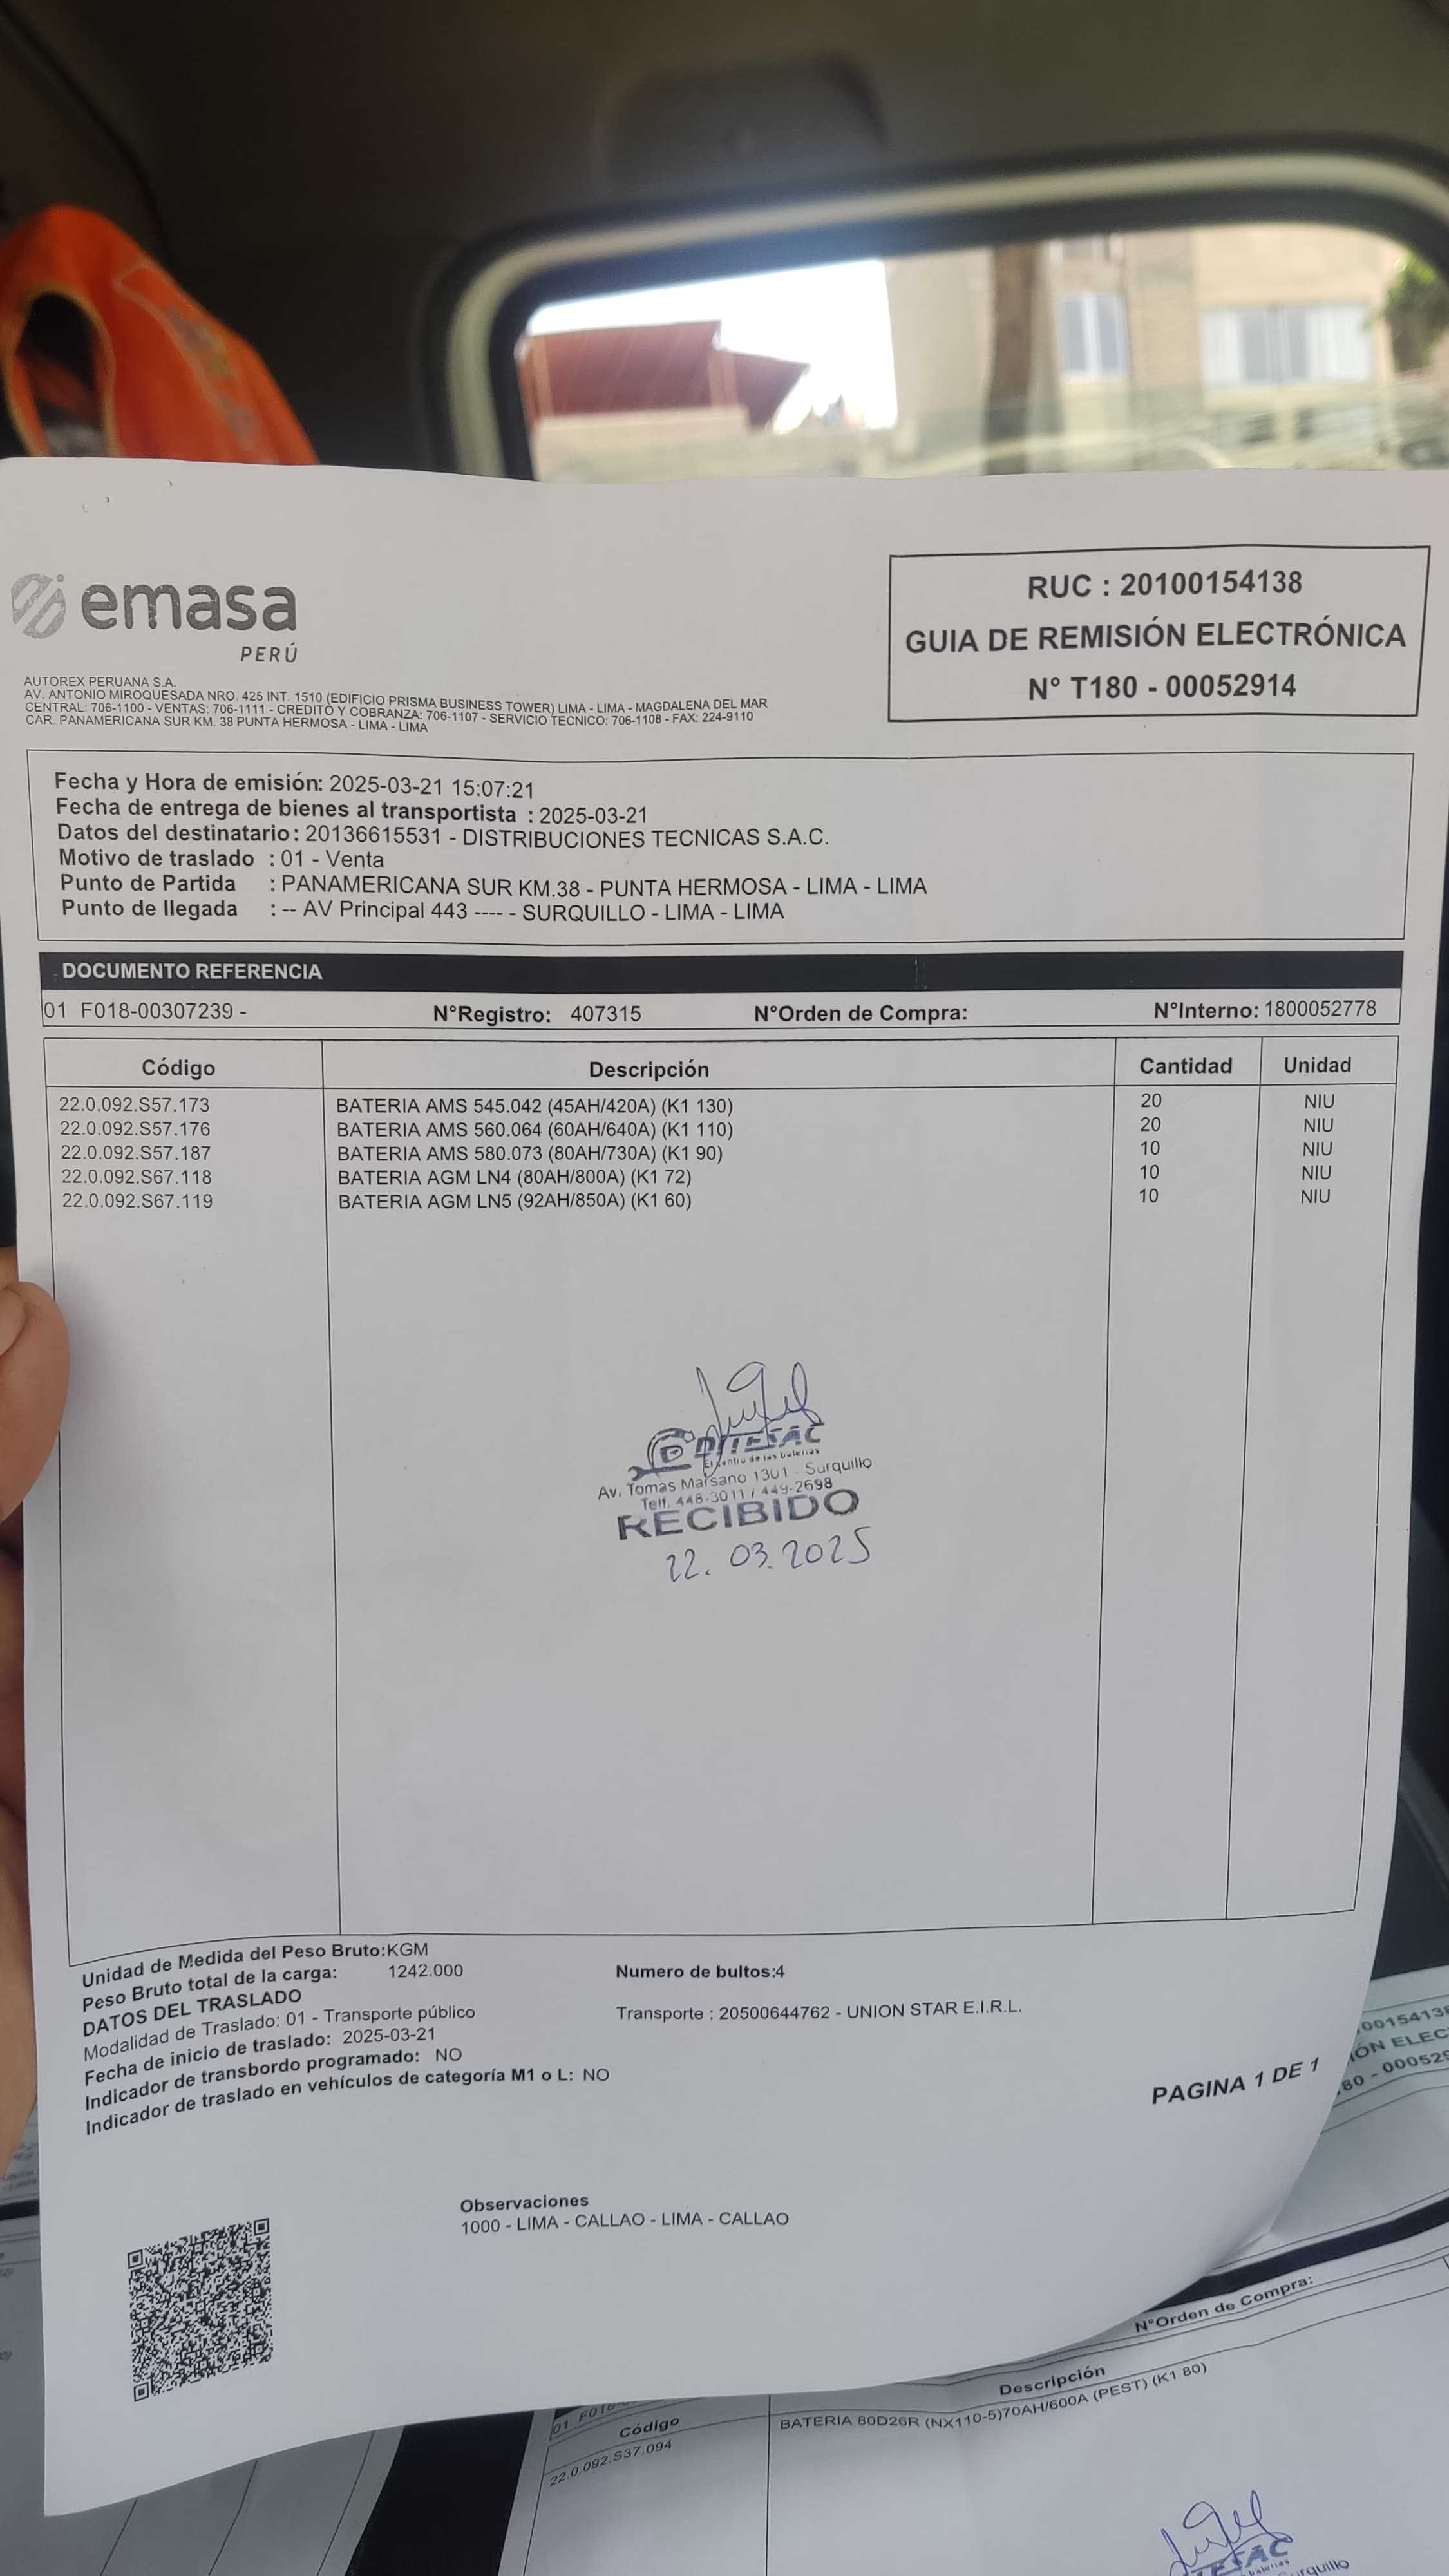 emasa
PERÚ
AUTOREX PERUANA S.A.
AV. ANTONIO MIROQUESADA NRO. 425 INT. 1510 (EDIFICIO PRISMA BUSINESS TOWER) LIMA - LIMA - MAGDALENA DEL MAR
CENTRAL: 706-1100 - VENTAS: 706-1111 - CREDITO Y COBRANZA: 706-1107 - SERVICIO TECNICO: 706-1108 - FAX: 224-9110
CAR. PANAMERICANA SUR KM. 38 PUNTA HERMOSA - LIMA - LIMA
RUC : 20100154138
GUIA DE REMISIÓN ELECTRÓNICA
N° T180 - 00052914
Fecha y Hora de emisión: 2025-03-21 15:07:21
Fecha de entrega de bienes al transportista : 2025-03-21
Datos del destinatario: 20136615531 - DISTRIBUCIONES TECNICAS S.A.C.
Motivo de traslado : 01 - Venta
Punto de Partida : PANAMERICANA SUR KM.38 - PUNTA HERMOSA - LIMA - LIMA
Punto de llegada : -- AV Principal 443 ---- - SURQUILLO - LIMA - LIMA
DOCUMENTO REFERENCIA
01 F018-00307239 - N°Registro: 407315 N°Orden de Compra: N°Interno: 1800052778
Código Descripción Cantidad Unidad
22.0.092.S57.173 BATERIA AMS 545.042 (45AH/420A) (K1 130) 20 NIU
22.0.092.S57.176 BATERIA AMS 560.064 (60AH/640A) (K1 110) 20 NIU
22.0.092.S57.187 BATERIA AMS 580.073 (80AH/730A) (K1 90) 10 NIU
22.0.092.S67.118 BATERIA AGM LN4 (80AH/800A) (K1 72) 10 NIU
22.0.092.S67.119 BATERIA AGM LN5 (92AH/850A) (K1 60) 10 NIU
DITESAC
El centro de las baterias
Av. Tomas Marsano 1301 - Surquillo
Telf. 448-3011 / 449-2698
RECIBIDO
22. 03. 2025
Unidad de Medida del Peso Bruto:KGM
Peso Bruto total de la carga: 1242.000 Numero de bultos:4
DATOS DEL TRASLADO
Modalidad de Traslado: 01 - Transporte público Transporte : 20500644762 - UNION STAR E.I.R.L.
Fecha de inicio de traslado: 2025-03-21
Indicador de transbordo programado: NO
Indicador de traslado en vehículos de categoría M1 o L: NO
PAGINA 1 DE 1
Observaciones
1000 - LIMA - CALLAO - LIMA - CALLAO
N°Orden de Compra:
Código Descripción
22.0.092.S37.094 BATERIA 80D26R (NX110-5)70AH/600A (PEST) (K1 80)